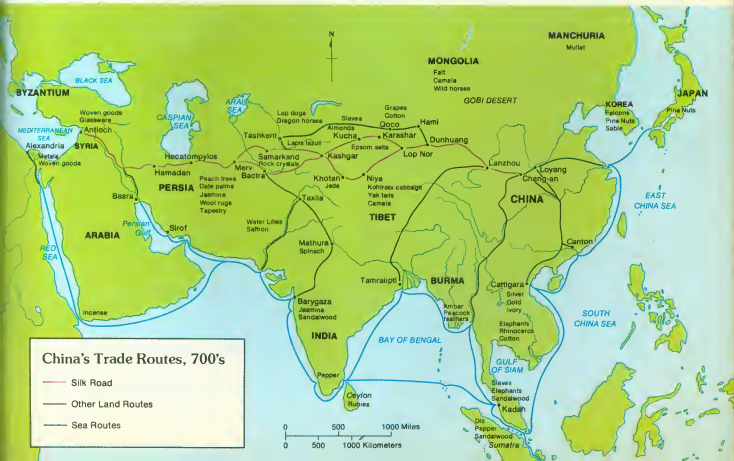 N
MANCHURIA
Mullet
MONGOLIA
Felt
Camels
Wild horses
GOBI DESERT
JAPAN
Pine Nuts
KOREA
Falcons
Pine Nuts
Sable
BYZANTIUM
BLACK SEA
CASPIAN
SEA
ARAL
SEA
Woven goods
Glassware
Antioch
MEDITERRANEAN
SEA
SYRIA
Alexandria
Metals
Woven goods
Lap dogs
Dragon horses
Slaves
Grapes
Cotton
Qoco
Hami
Almonds
Kucha
Karashar
Tashkent
Lapis lazuli
Epsom salts
Dunhuang
Lop Nor
Hecatompylos
Hamadan
PERSIA
Merv
Bactra
Samarkand
Rock crystals
Kashgar
Khotan
Jade
Niya
Kohlrabi cabbage
Yak tails
Camels
Peach trees
Date palms
Jasmine
Wool rugs
Tapestry
Lanzhou
Loyang
Chang-an
CHINA
EAST
CHINA SEA
Basra
Persian
Gulf
Sirof
ARABIA
RED
SEA
Incense
Taxila
TIBET
Water Lilies
Saffron
Mathura
Spinach
Tamralipti
BURMA
Amber
Peacock
feathers
Canton
Cattigara
Silver
Gold
Ivory
Elephants
Rhinoceros
Cotton
Barygaza
Jasmine
Sandalwood
INDIA
Pepper
Ceylon
Rubies
BAY OF BENGAL
SOUTH
CHINA SEA
GULF
OF SIAM
Slaves
Elephants
Sandalwood
Kadah
Dill
Pepper
Sandalwood
Sumatra
China's Trade Routes, 700's
Silk Road
Other Land Routes
Sea Routes
0 500 1000 Miles
0 500 1000 Kilometers